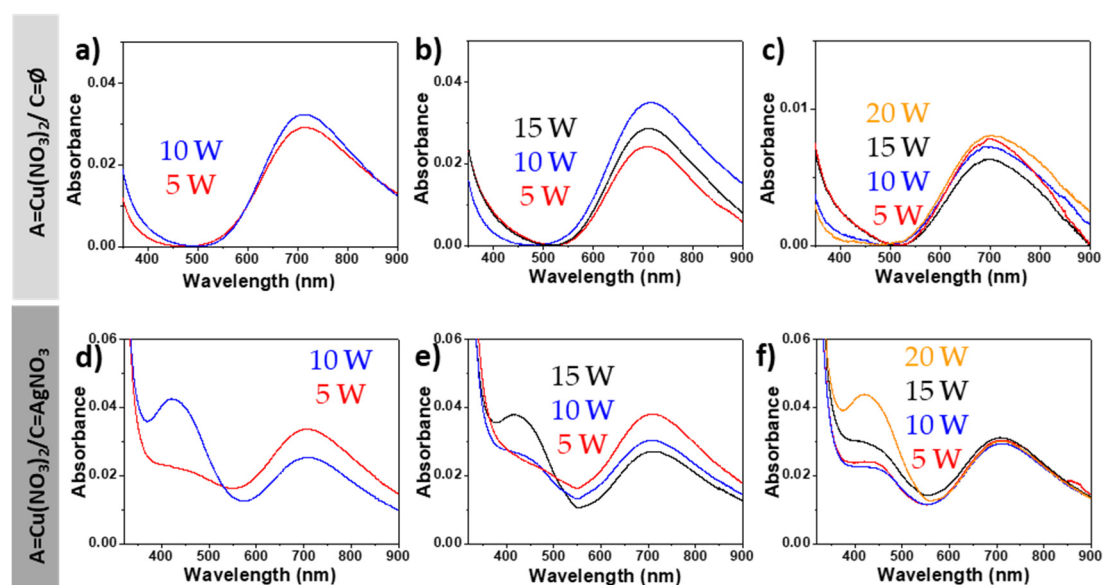 A=Cu(NO₃)₂/ C=Ø
a)
Absorbance
0.04
0.02
0.00
10 W
5 W
400 500 600 700 800 900
Wavelength (nm)
b)
Absorbance
0.04
0.02
0.00
15 W
10 W
5 W
400 500 600 700 800 900
Wavelength (nm)
c)
Absorbance
0.01
0.00
20 W
15 W
10 W
5 W
400 500 600 700 800 900
Wavelength (nm)
A=Cu(NO₃)₂/C=AgNO₃
d)
Absorbance
0.06
0.04
0.02
0.00
10 W
5 W
400 500 600 700 800 900
Wavelength (nm)
e)
Absorbance
0.06
0.04
0.02
0.00
15 W
10 W
5 W
400 500 600 700 800 900
Wavelength (nm)
f)
Absorbance
0.06
0.04
0.02
0.00
20 W
15 W
10 W
5 W
400 500 600 700 800 900
Wavelength (nm)